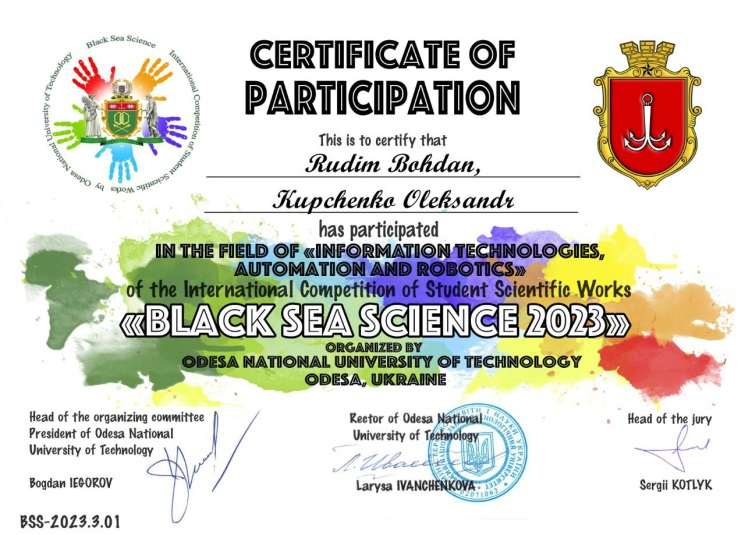 Black Sea Science International Competition of Student Scientific Works by Odesa National University of Technology
CERTIFICATE OF
PARTICIPATION
This is to certify that
Rudim Bohdan,
Kupchenko Oleksandr
has participated
IN THE FIELD OF «INFORMATION TECHNOLOGIES,
AUTOMATION AND ROBOTICS»
of the International Competition of Student Scientific Works
«BLACK SEA SCIENCE 2023»
ORGANIZED BY
ODESA NATIONAL UNIVERSITY OF TECHNOLOGY
ODESA, UKRAINE
Head of the organizing committee
President of Odesa National
University of Technology
Bogdan IEGOROV
Rector of Odesa National
University of Technology
Larysa IVANCHENKOVA
Head of the jury
Sergii KOTLYK
02071062
BSS-2023.3.01